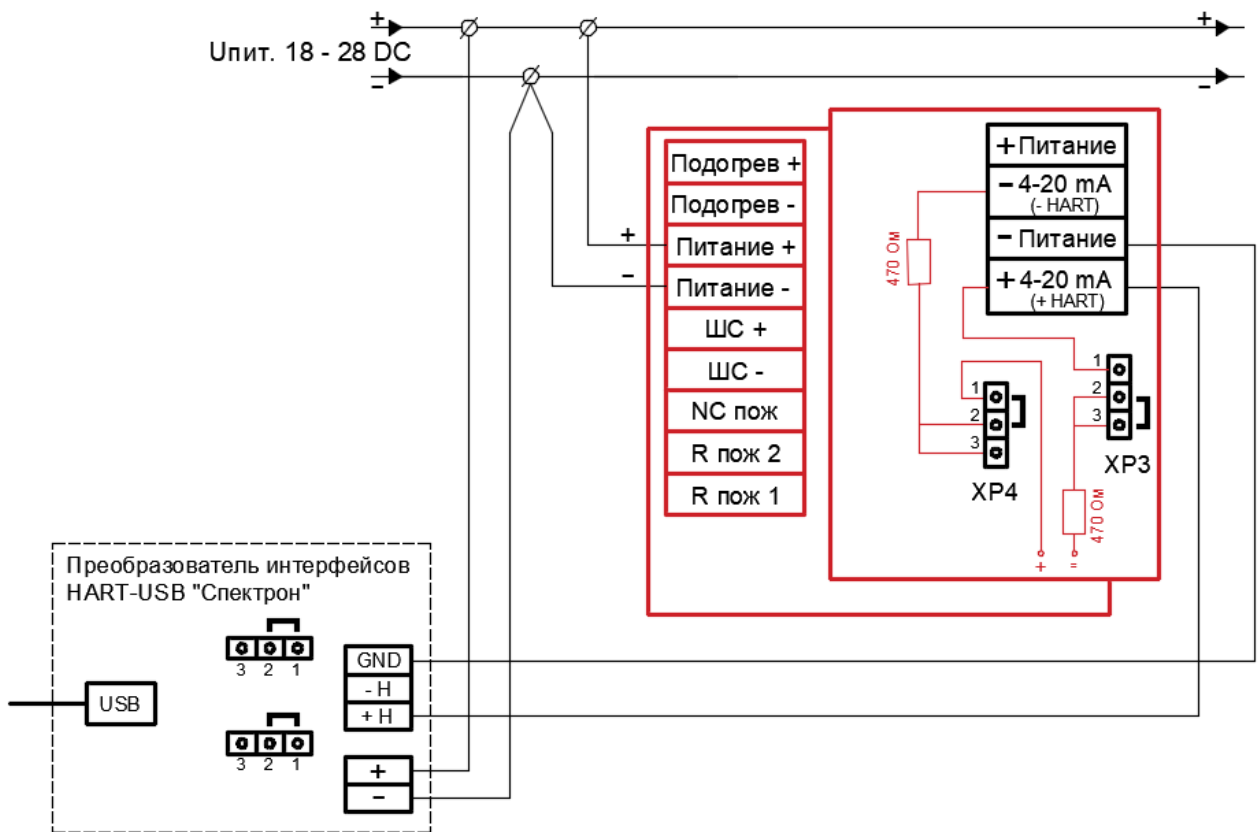 +
+
Uпит. 18 - 28 DC
–
–
Подогрев +
Подогрев -
+
Питание +
–
Питание -
ШС +
ШС -
NC пож
R пож 2
R пож 1
+ Питание
– 4-20 mA
(- HART)
– Питание
+ 4-20 mA
(+ HART)
470 Ом
1
2
3
XP4
1
2
3
XP3
470 Ом
+
=
Преобразователь интерфейсов
HART-USB "Спектрон"
3 2 1
GND
- H
+ H
USB
3 2 1
+
–